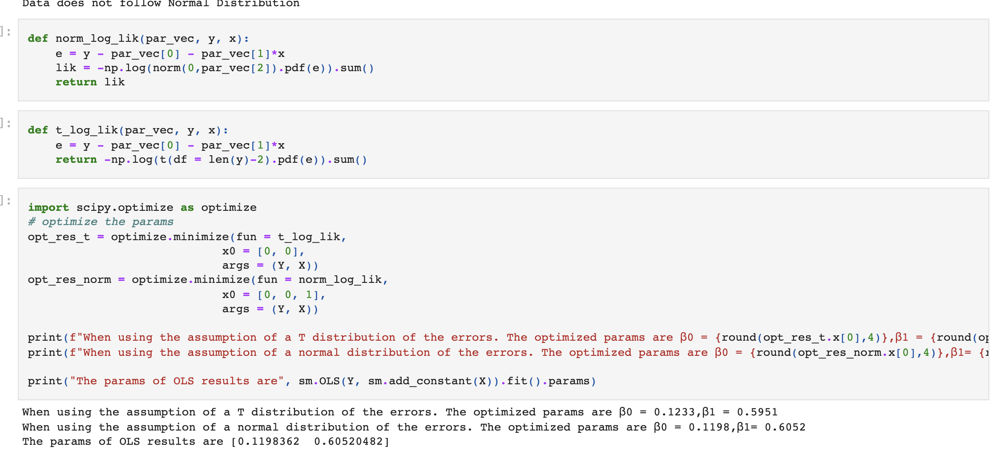 Data does not follow Normal Distribution
]:
def norm_log_lik(par_vec, y, x):
    e = y - par_vec[0] - par_vec[1]*x
    lik = -np.log(norm(0,par_vec[2]).pdf(e)).sum()
    return lik
]:
def t_log_lik(par_vec, y, x):
    e = y - par_vec[0] - par_vec[1]*x
    return -np.log(t(df = len(y)-2).pdf(e)).sum()
]:
import scipy.optimize as optimize
# optimize the params
opt_res_t = optimize.minimize(fun = t_log_lik,
                            x0 = [0, 0],
                            args = (Y, X))
opt_res_norm = optimize.minimize(fun = norm_log_lik,
                            x0 = [0, 0, 1],
                            args = (Y, X))
print(f"When using the assumption of a T distribution of the errors. The optimized params are β0 = {round(opt_res_t.x[0],4)},β1 = {round(op
print(f"When using the assumption of a normal distribution of the errors. The optimized params are β0 = {round(opt_res_norm.x[0],4)},β1= {
print("The params of OLS results are", sm.OLS(Y, sm.add_constant(X)).fit().params)
When using the assumption of a T distribution of the errors. The optimized params are β0 = 0.1233,β1 = 0.5951
When using the assumption of a normal distribution of the errors. The optimized params are β0 = 0.1198,β1= 0.6052
The params of OLS results are [0.1198362  0.60520482]